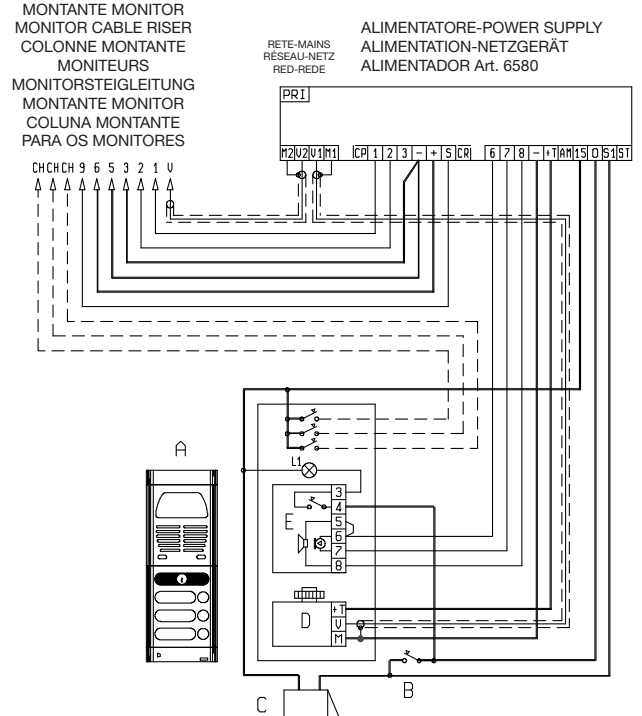 MONTANTE MONITOR
MONITOR CABLE RISER
COLONNE MONTANTE
MONITEURS
MONITORSTEIGLEITUNG
MONTANTE MONITOR
COLUNA MONTANTE
PARA OS MONITORES
RETE-MAINS
RÉSEAU-NETZ
RED-REDE
ALIMENTATORE-POWER SUPPLY
ALIMENTATION-NETZGERÄT
ALIMENTADOR Art. 6580
PRI
M2 V2 V1 M1 CP 1 2 3 - + S CR 6 7 8 - +T AM 15 0 S1 ST
CH CH CH 9 6 5 3 2 1 V
A
L1
3
4
E
5
6
7
8
D
+T
V
M
B
C